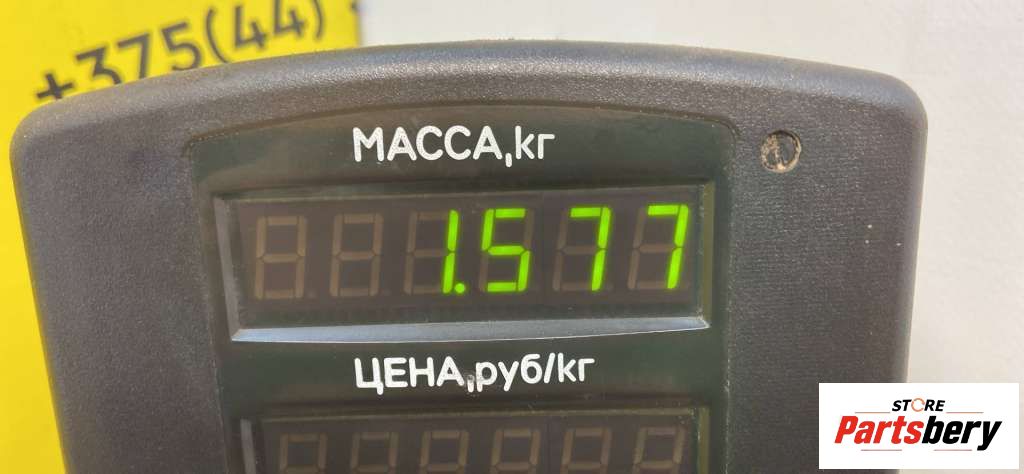 +375(44)
МАССА,кг
1.577
ЦЕНА,руб/кг
STORE
Partsbery